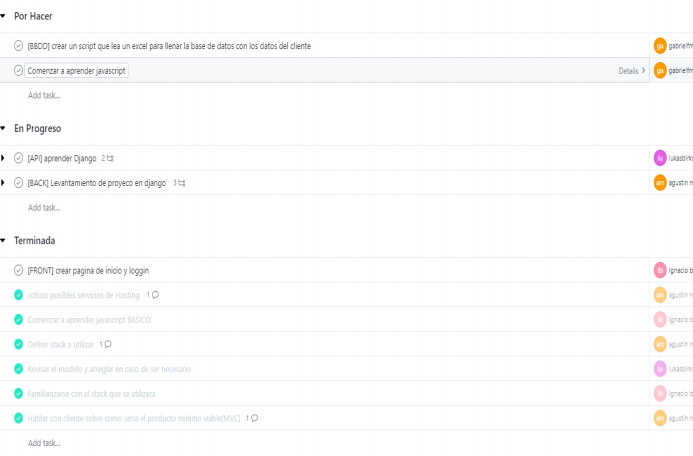 Por Hacer
[BBDD] crear un script que lea un excel para llenar la base de datos con los datos del cliente
ga gabrielfm
Comenzar a aprender javascript Details
ga gabrielfm
Add task...
En Progreso
[API] aprender Django 2
lu lukasbirk
[BACK] Levantamiento de proyeco en django 3
am agustin n
Add task...
Terminada
[FRONT] crear pagina de inicio y loggin
ib Ignacio b
cotizar posibles servicios de Hosting 1
am agustin n
Comenzar a aprender javascript BASICO
ib Ignacio b
Definir stack a utilizar 1
am agustin n
Revisar el modelo y arreglar en caso de ser necesario
lu lukasbirk
Familiarizarse con el stack que se utilizara
ib Ignacio b
Hablar con cliente sobre como seria el producto minimo viable(MVC) 1
am agustin n
Add task...